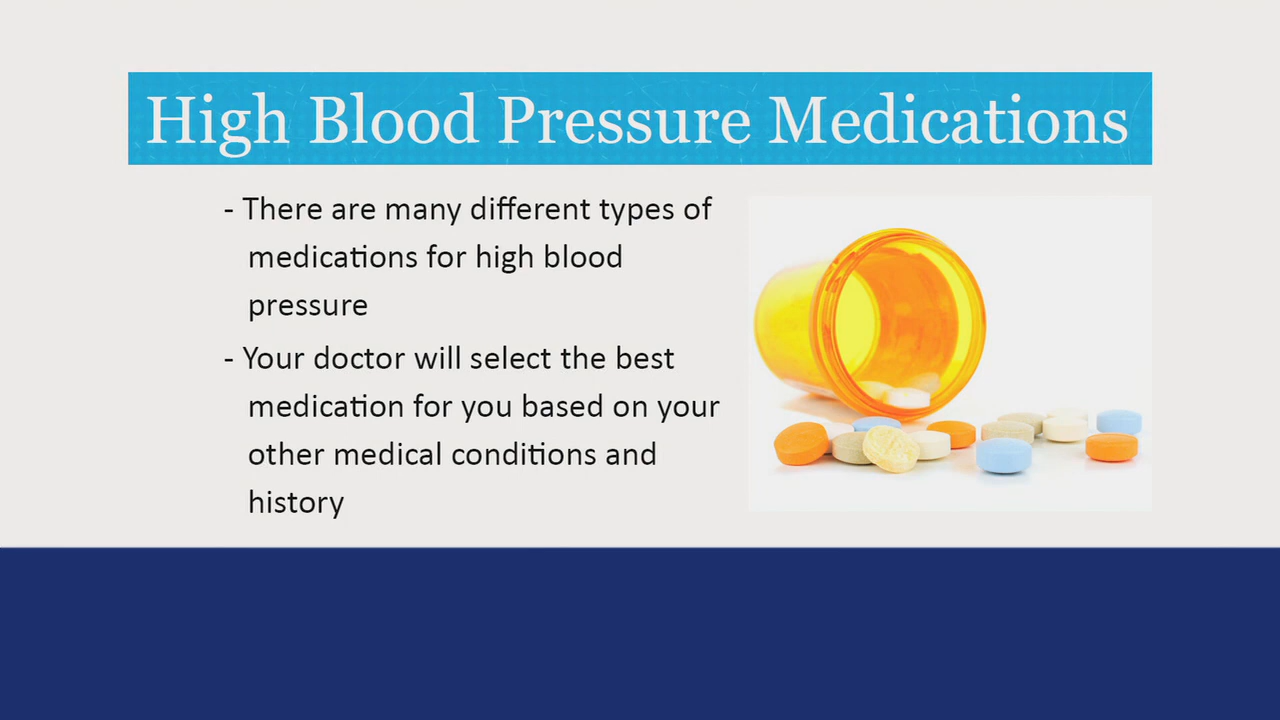 High Blood Pressure Medications
- There are many different types of
medications for high blood
pressure
- Your doctor will select the best
medication for you based on your
other medical conditions and
history